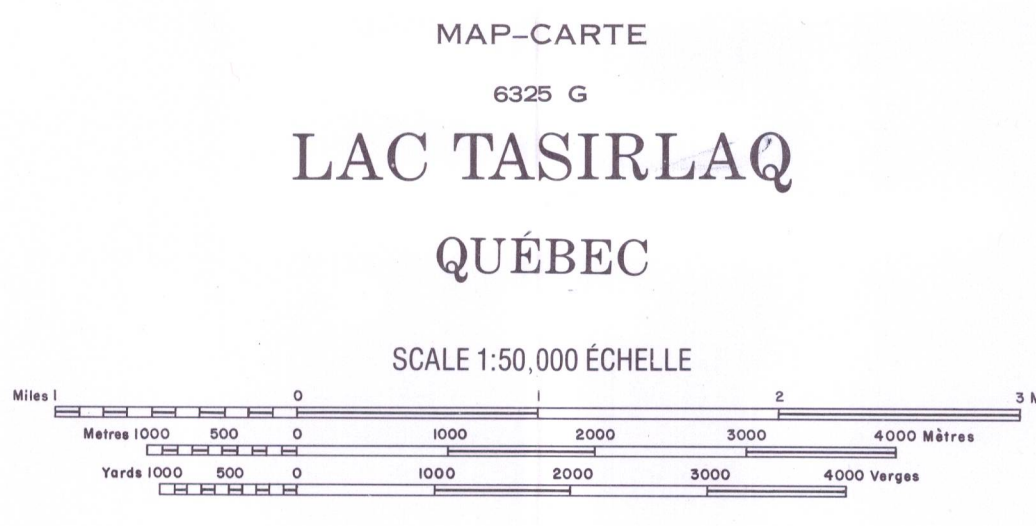 MAP–CARTE
6325 G
LAC TASIRLAQ
QUÉBEC
SCALE 1:50,000 ÉCHELLE
Miles 1 0 1 2 3 M
Metres 1000 500 0 1000 2000 3000 4000 Mètres
Yards 1000 500 0 1000 2000 3000 4000 Verges